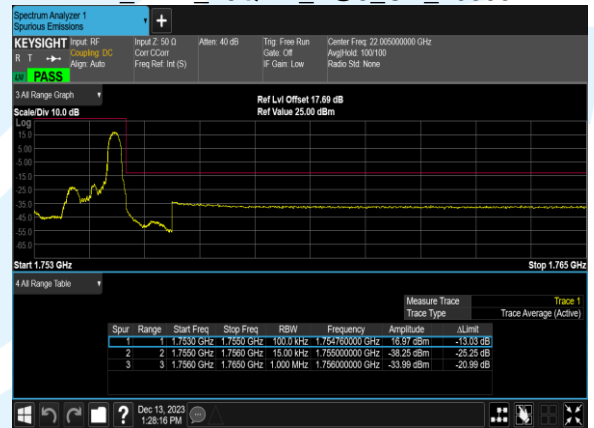 Spectrum Analyzer 1
Spurious Emissions
+
KEYSIGHT Input: RF Input Z: 50 Ω Atten: 40 dB Trig: Free Run Center Freq: 22.005000000 GHz
R T Coupling: DC Corr CCorr Gate: Off Avg|Hold: 100/100
Align: Auto Freq Ref: Int (S) IF Gain: Low Radio Std: None
LV PASS
3 All Range Graph
Ref Lvl Offset 17.69 dB
Scale/Div 10.0 dB Ref Value 25.00 dBm
Log
15.0
5.00
-5.00
-15.0
-25.0
-35.0
-45.0
-55.0
-65.0
Start 1.753 GHz Stop 1.765 GHz
4 All Range Table
Measure Trace Trace 1
Trace Type Trace Average (Active)
Spur Range Start Freq Stop Freq RBW Frequency Amplitude ΔLimit
1 1 1.7530 GHz 1.7550 GHz 100.0 kHz 1.754760000 GHz 16.97 dBm -13.03 dB
2 2 1.7550 GHz 1.7560 GHz 15.00 kHz 1.755000000 GHz -38.25 dBm -25.25 dB
3 3 1.7560 GHz 1.7650 GHz 1.000 MHz 1.756000000 GHz -33.99 dBm -20.99 dB
? Dec 13, 2023
1:28:16 PM